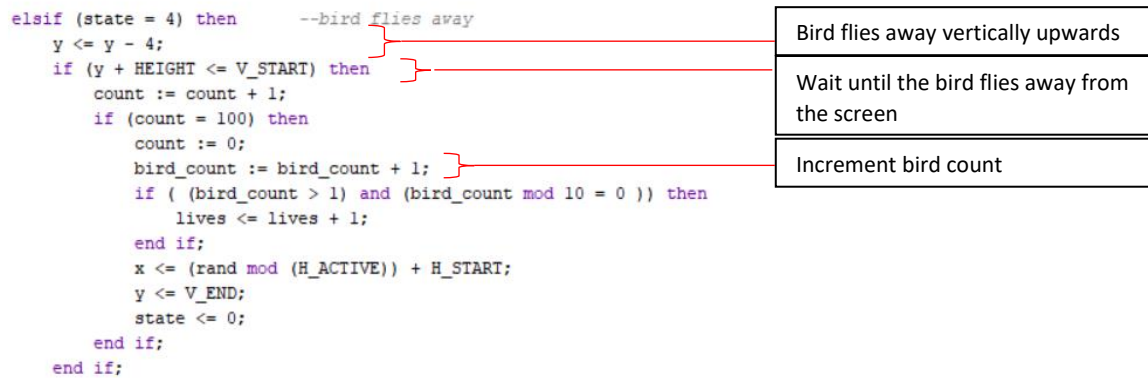 elsif (state = 4) then      --bird flies away
    y <= y - 4;
    if (y + HEIGHT <= V_START) then
        count := count + 1;
        if (count = 100) then
            count := 0;
            bird_count := bird_count + 1;
            if ( (bird_count > 1) and (bird_count mod 10 = 0 )) then
                lives <= lives + 1;
            end if;
            x <= (rand mod (H_ACTIVE)) + H_START;
            y <= V_END;
            state <= 0;
        end if;
    end if;
Bird flies away vertically upwards
Wait until the bird flies away from
the screen
Increment bird count